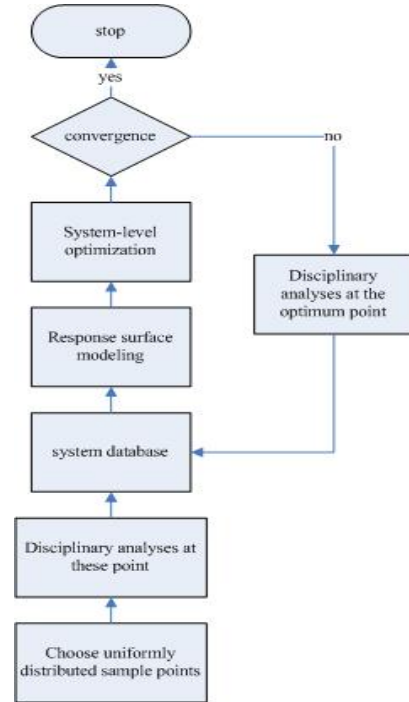 stop
yes
convergence
no
System-level
optimization
Disciplinary
analyses at the
optimum point
Response surface
modeling
system database
Disciplinary analyses at
these point
Choose uniformly
distributed sample points